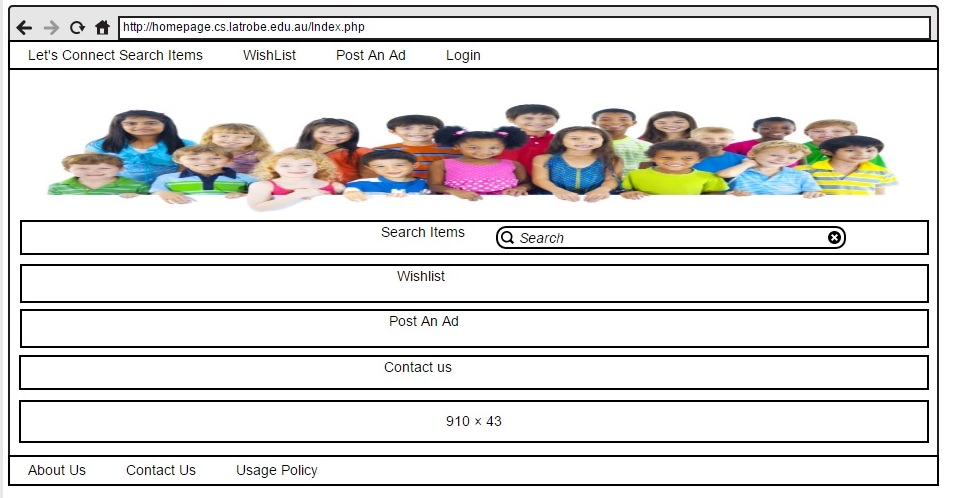 http://homepage.cs.latrobe.edu.au/Index.php
Let's Connect Search Items WishList Post An Ad Login
Search Items Search
Wishlist
Post An Ad
Contact us
910 × 43
About Us Contact Us Usage Policy